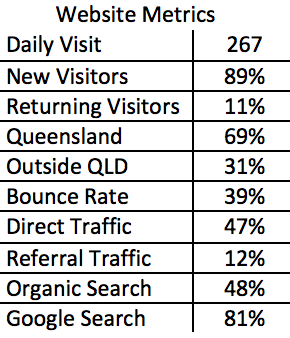 Website Metrics
Daily Visit 267
New Visitors 89%
Returning Visitors 11%
Queensland 69%
Outside QLD 31%
Bounce Rate 39%
Direct Traffic 47%
Referral Traffic 12%
Organic Search 48%
Google Search 81%